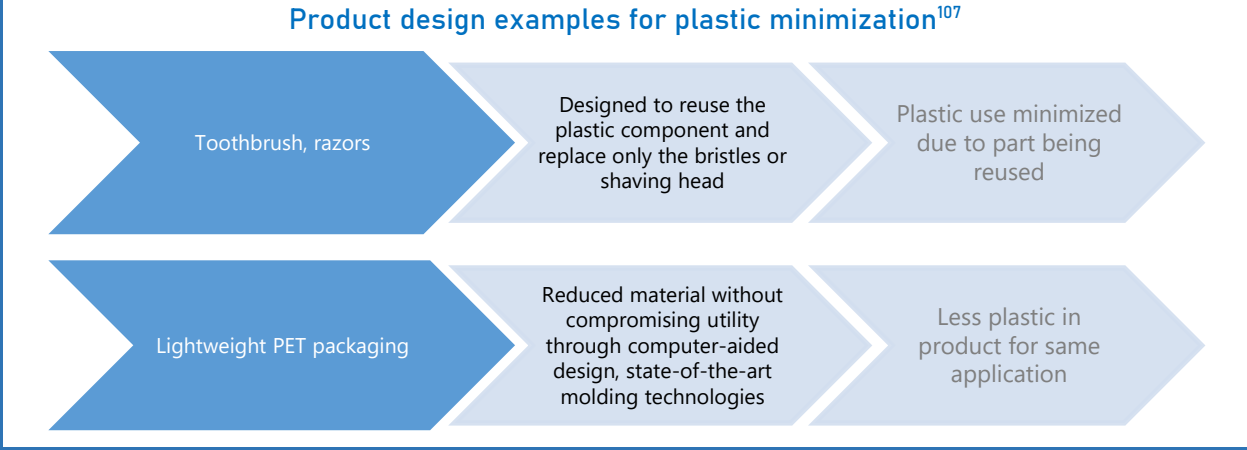 Product design examples for plastic minimization107
Toothbrush, razors
Designed to reuse the
plastic component and
replace only the bristles or
shaving head
Plastic use minimized
due to part being
reused
Lightweight PET packaging
Reduced material without
compromising utility
through computer-aided
design, state-of-the-art
molding technologies
Less plastic in
product for same
application